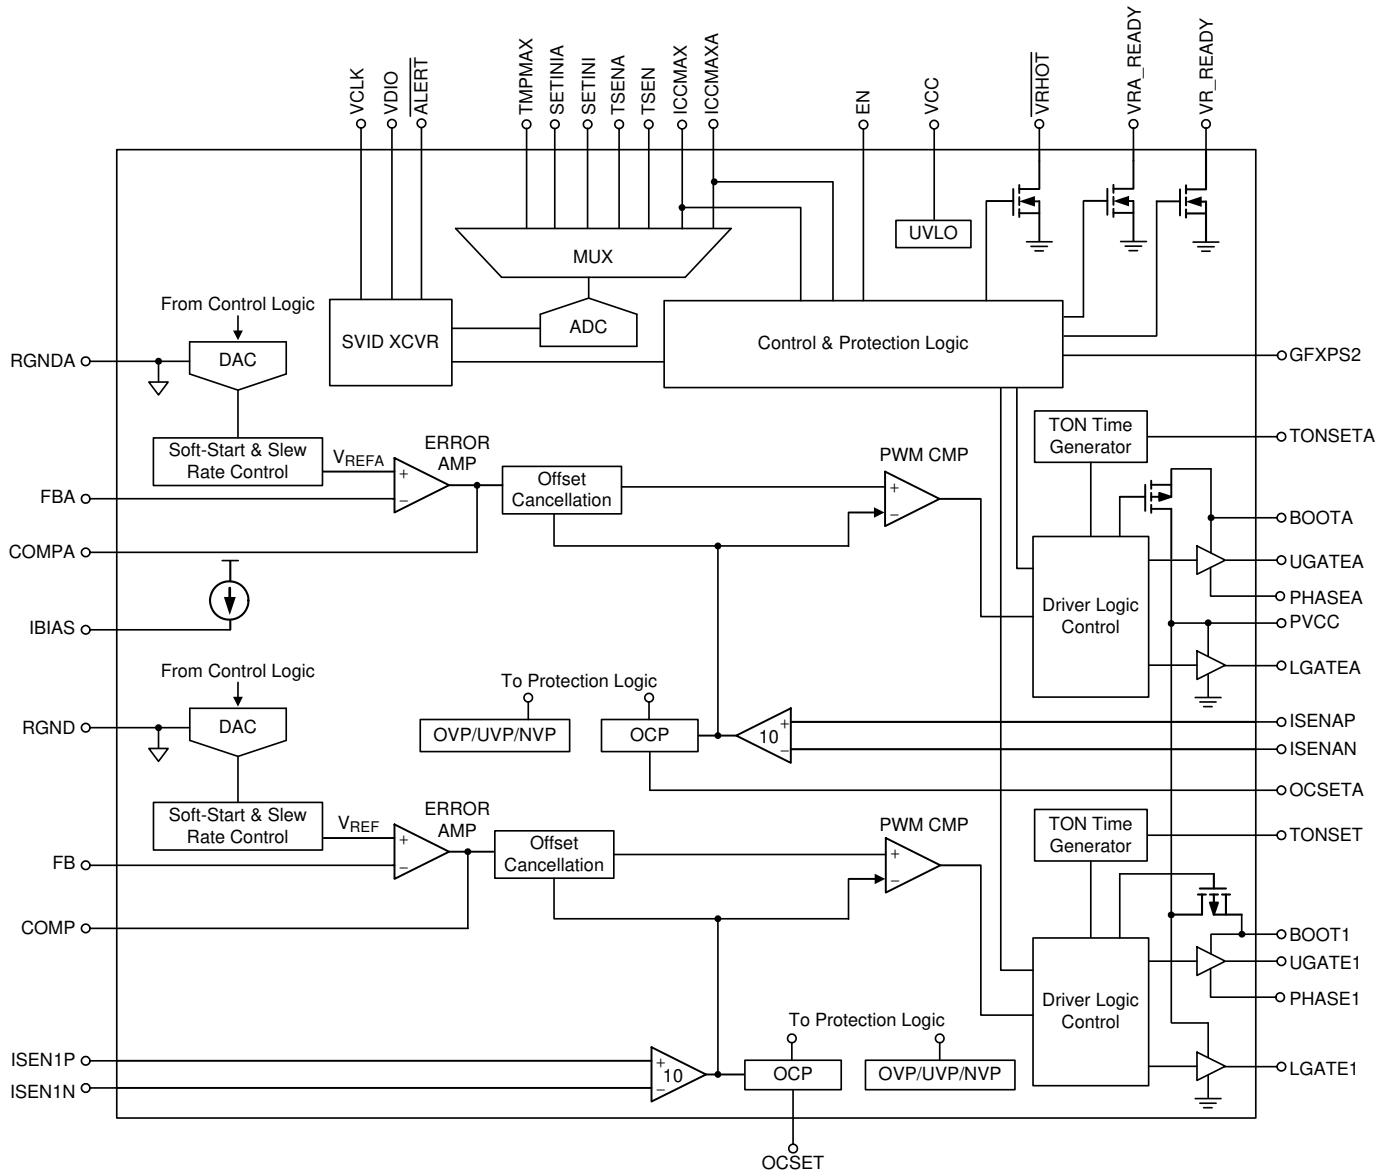 VCLK
VDIO
ALERT
TMPMAX
SETINIA
SETINI
TSENA
TSEN
ICCMAX
ICCMAXA
EN
VCC
VRHOT
VRA_READY
VR_READY
UVLO
MUX
From Control Logic
SVID XCVR
ADC
Control & Protection Logic
RGNDA
DAC
GFXPS2
Soft-Start & Slew
Rate Control
VREFA
+
−
ERROR
AMP
Offset
Cancellation
PWM CMP
+
−
TON Time
Generator
TONSETA
FBA
BOOTA
COMPA
UGATEA
PHASEA
Driver Logic
Control
IBIAS
PVCC
LGATEA
From Control Logic
To Protection Logic
RGND
DAC
OVP/UVP/NVP
OCP
10
+
−
ISENAP
ISENAN
OCSETA
Soft-Start & Slew
Rate Control
VREF
+
−
ERROR
AMP
Offset
Cancellation
PWM CMP
+
−
TON Time
Generator
TONSET
FB
COMP
BOOT1
UGATE1
PHASE1
Driver Logic
Control
To Protection Logic
ISEN1P
ISEN1N
+
−
10
OCP
OVP/UVP/NVP
LGATE1
OCSET